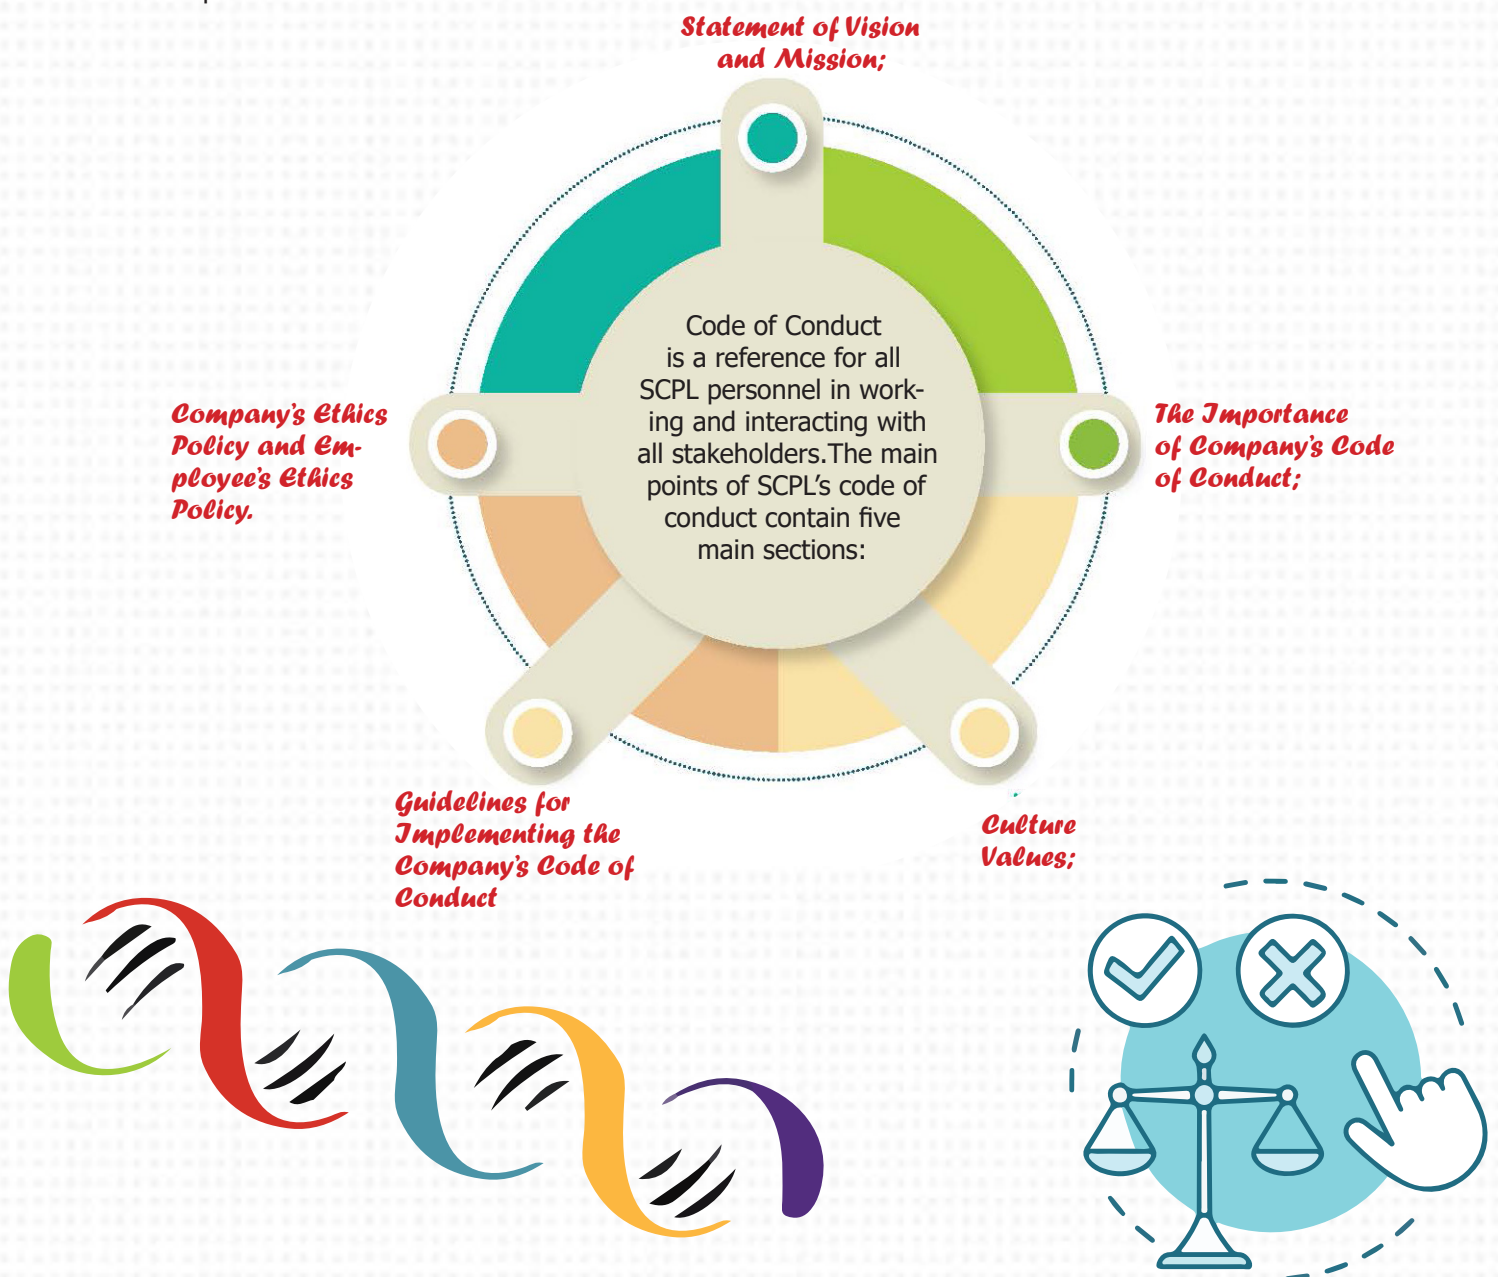 Statement of Vision
and Mission;
Code of Conduct
is a reference for all
SCPL personnel in work-
ing and interacting with
all stakeholders.The main
points of SCPL’s code of
conduct contain five
main sections:
The Importance
of Company's Code
of Conduct;
Culture
Values;
Guidelines for
Implementing the
Company's Code of
Conduct
Company's Ethics
Policy and Em-
ployee's Ethics
Policy.